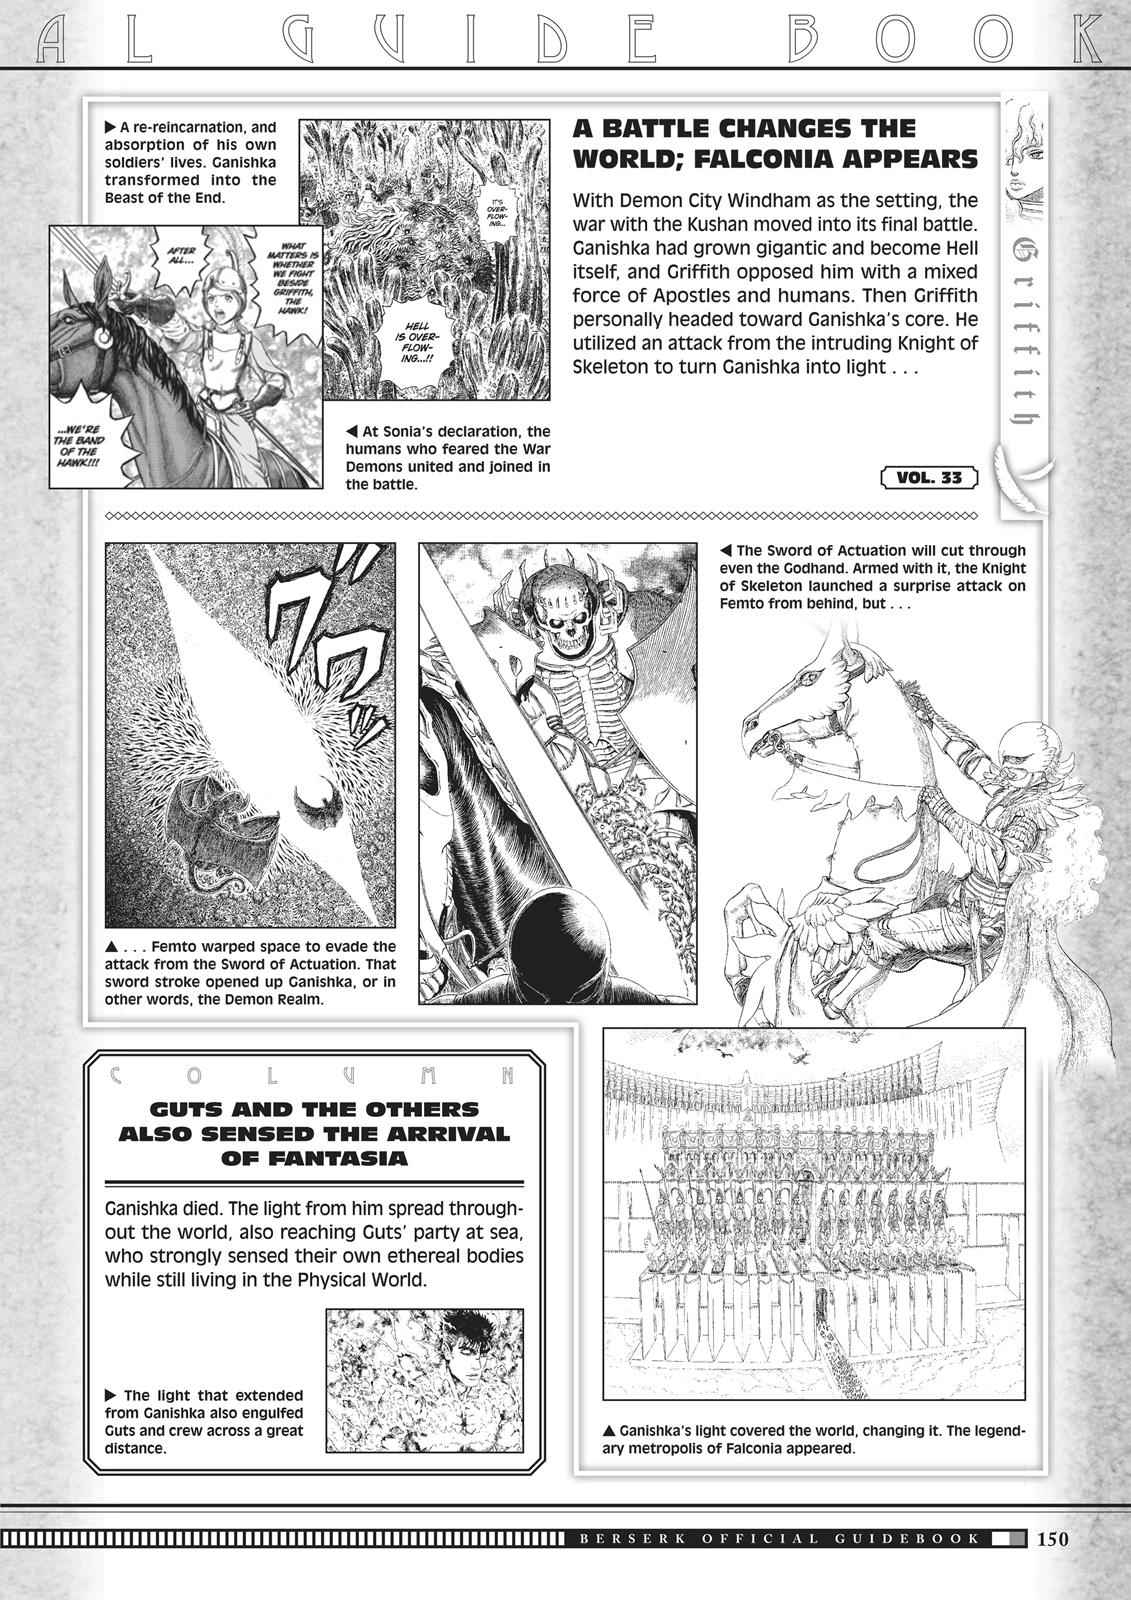 AL GUIDE BOOK
▶ A re-reincarnation, and
absorption of his own
soldiers' lives. Ganishka
transformed into the
Beast of the End.
IT'S
OVER-
FLOW-
ING...
HELL
IS OVER-
FLOW-
ING...!!
AFTER
ALL...
WHAT
MATTERS IS
WHETHER
WE FIGHT
BESIDE
GRIFFITH,
THE
HAWK!
...WE'RE
THE BAND
OF THE
HAWK!!!
◀ At Sonia's declaration, the
humans who feared the War
Demons united and joined in
the battle.
A BATTLE CHANGES THE
WORLD; FALCONIA APPEARS
With Demon City Windham as the setting, the
war with the Kushan moved into its final battle.
Ganishka had grown gigantic and become Hell
itself, and Griffith opposed him with a mixed
force of Apostles and humans. Then Griffith
personally headed toward Ganishka's core. He
utilized an attack from the intruding Knight of
Skeleton to turn Ganishka into light . . .
VOL. 33
Griffith
グワッ
◀ The Sword of Actuation will cut through
even the Godhand. Armed with it, the Knight
of Skeleton launched a surprise attack on
Femto from behind, but . . .
▲ . . . Femto warped space to evade the
attack from the Sword of Actuation. That
sword stroke opened up Ganishka, or in
other words, the Demon Realm.
COLUMN
GUTS AND THE OTHERS
ALSO SENSED THE ARRIVAL
OF FANTASIA
Ganishka died. The light from him spread through-
out the world, also reaching Guts' party at sea,
who strongly sensed their own ethereal bodies
while still living in the Physical World.
▶ The light that extended
from Ganishka also engulfed
Guts and crew across a great
distance.
▲ Ganishka's light covered the world, changing it. The legend-
ary metropolis of Falconia appeared.
BERSERK OFFICIAL GUIDEBOOK 150